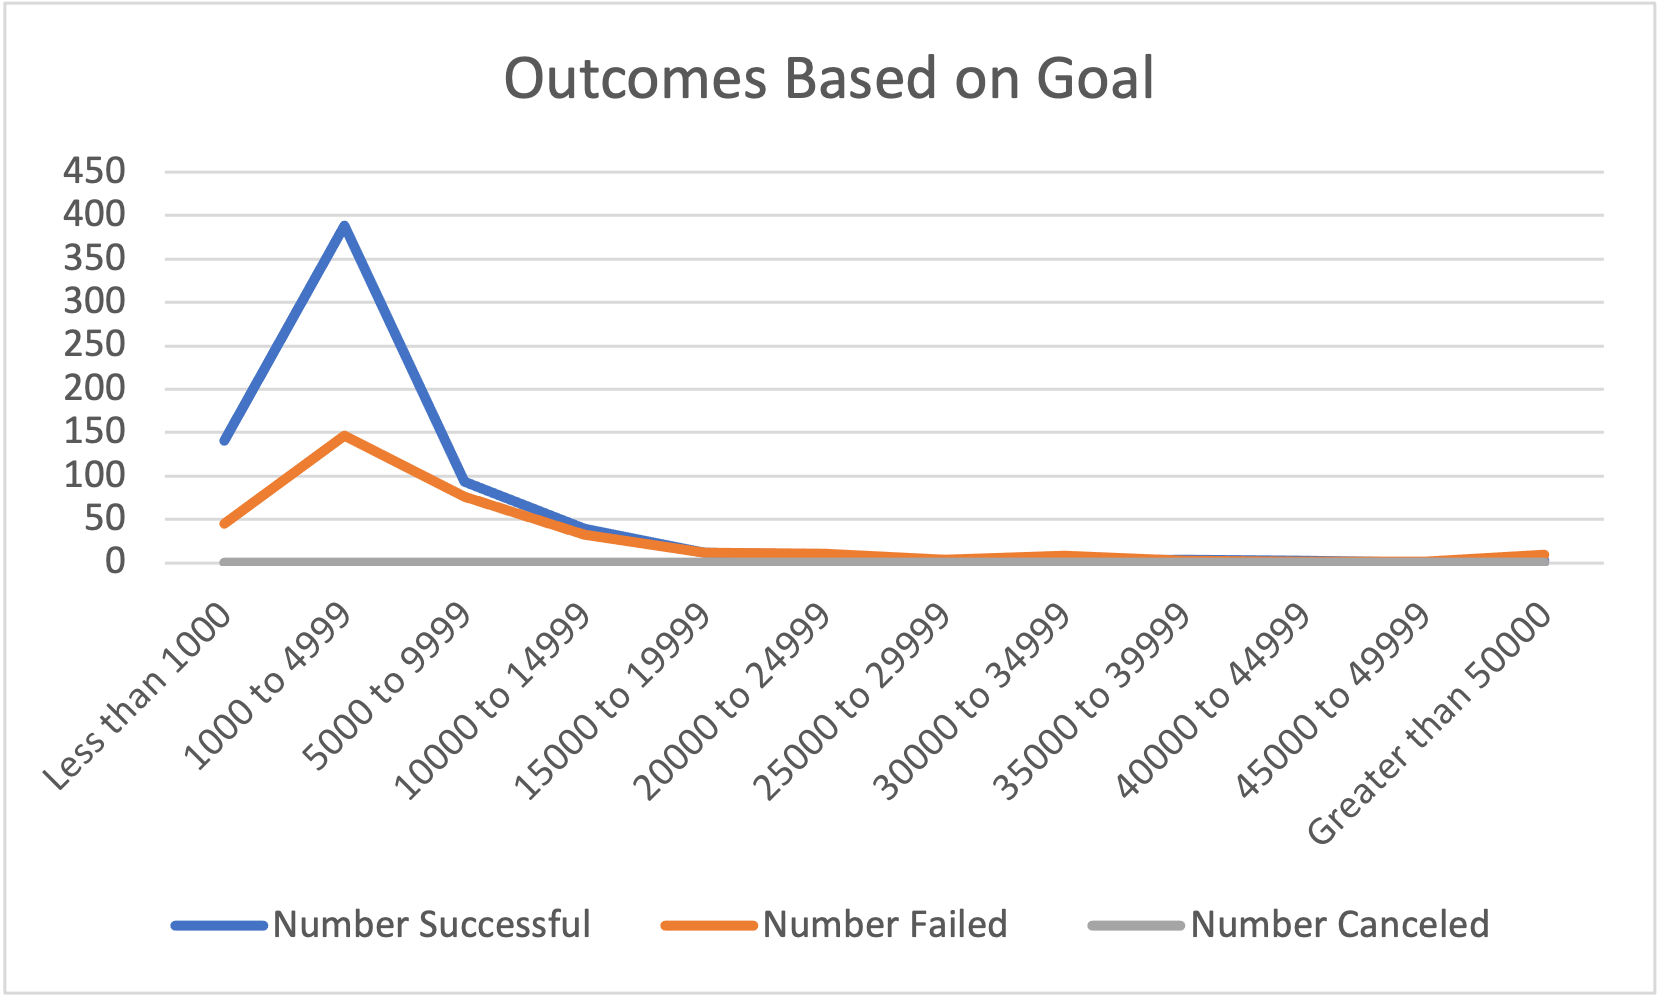 Outcomes Based on Goal
450
400
350
300
250
200
150
100
50
0
Less than 1000
1000 to 4999
5000 to 9999
10000 to 14999
15000 to 19999
20000 to 24999
25000 to 29999
30000 to 34999
35000 to 39999
40000 to 44999
45000 to 49999
Greater than 50000
Number Successful Number Failed Number Canceled